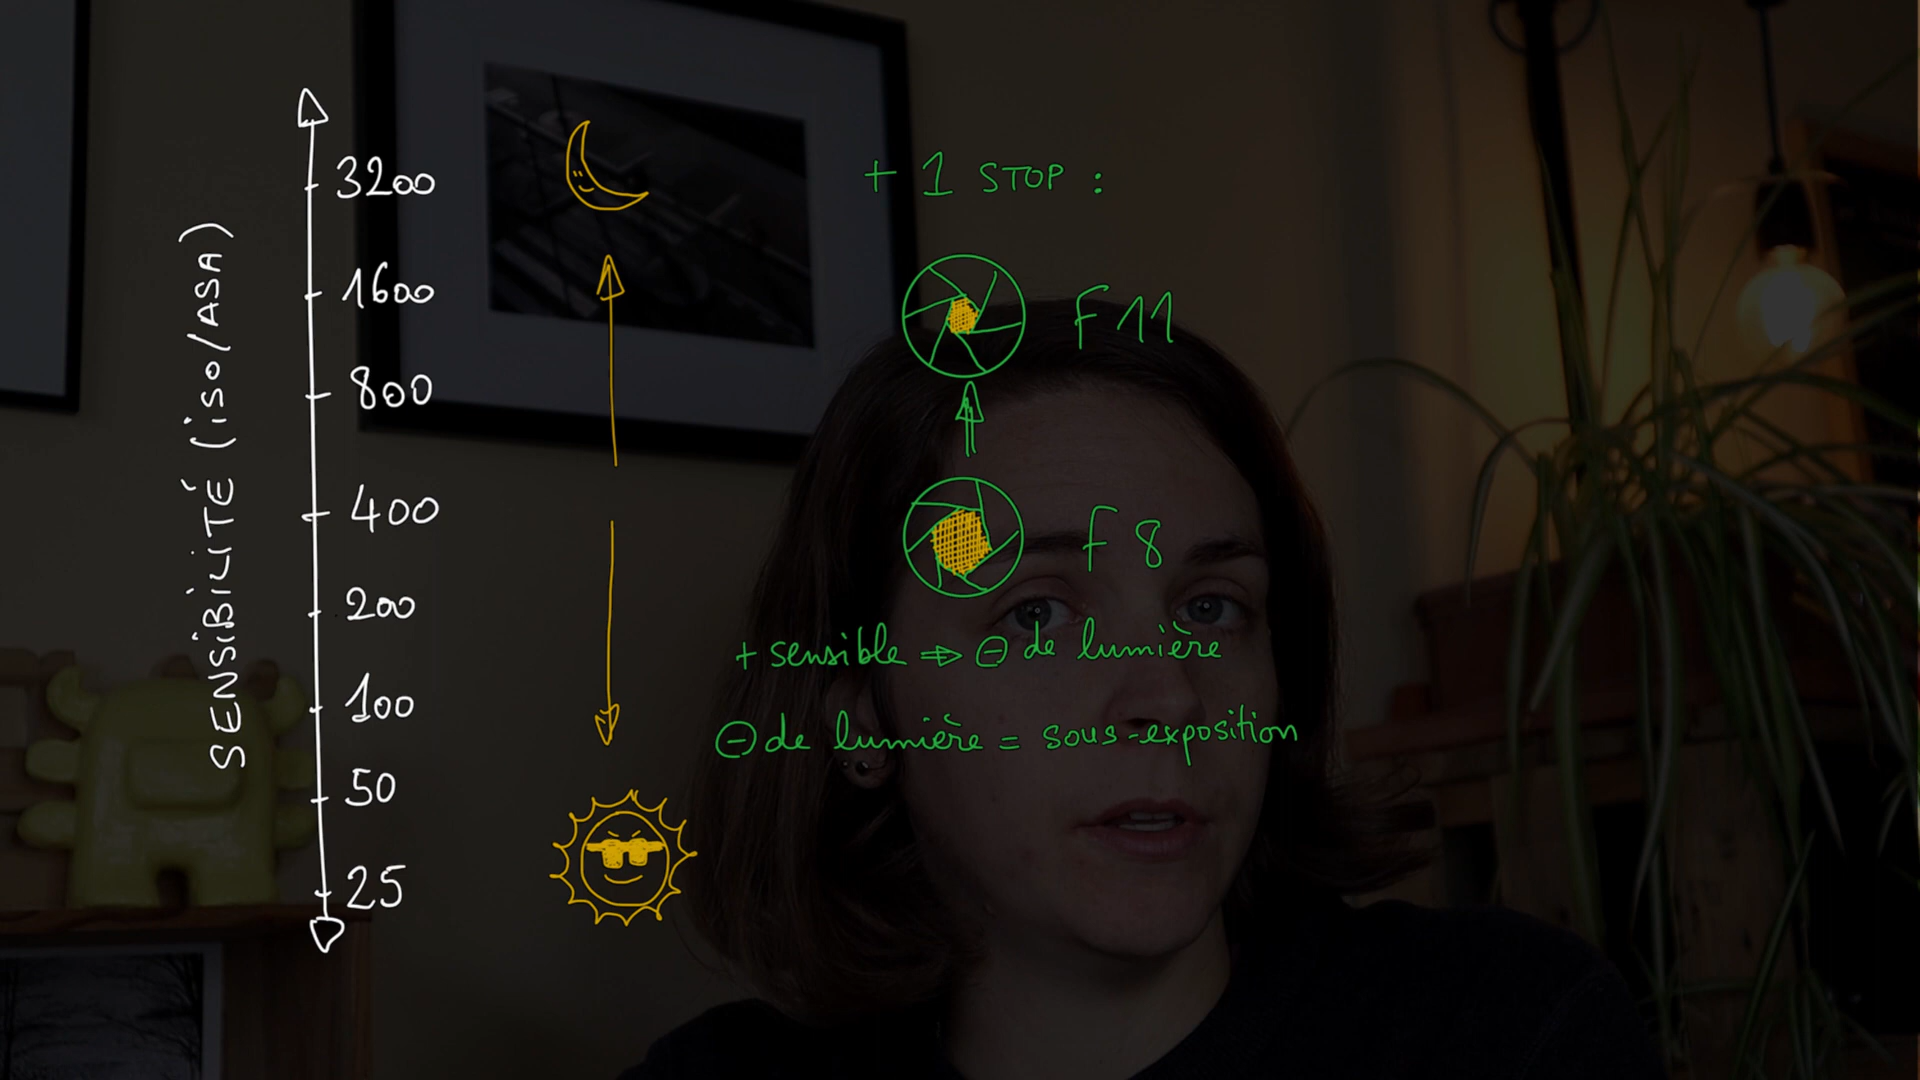 SENSIBILITÉ (iso/ASA)
3200
1600
800
400
200
100
50
25
+ 1 STOP :
F 11
F 8
+ sensible ⇒ ⊖ de lumière
⊖ de lumière = sous-exposition